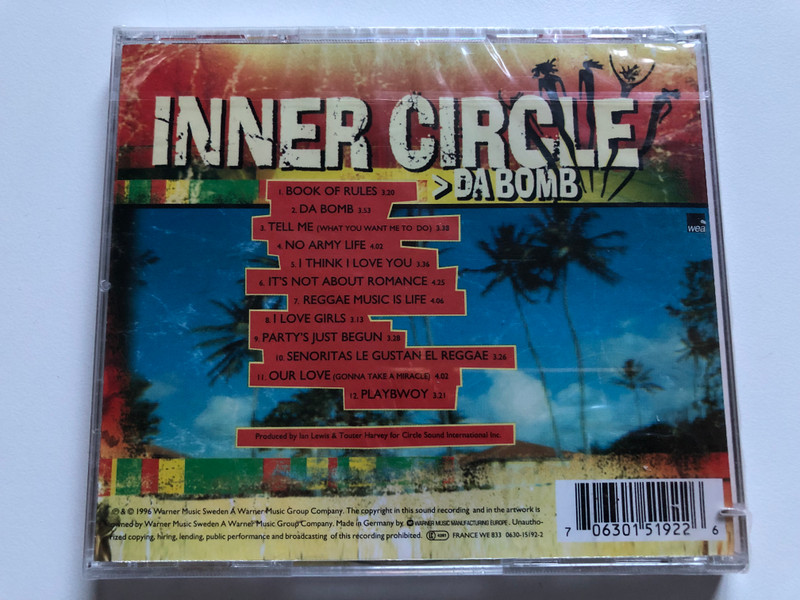 INNER CIRCLE
>DA BOMB
1. BOOK OF RULES 3.20
2. DA BOMB 3.53
3. TELL ME (WHAT YOU WANT ME TO DO) 3.38
4. NO ARMY LIFE 4.02
5. I THINK I LOVE YOU 3.36
6. IT'S NOT ABOUT ROMANCE 4.25
7. REGGAE MUSIC IS LIFE 4.06
8. I LOVE GIRLS 3.13
9. PARTY'S JUST BEGUN 3.28
10. SENORITAS LE GUSTAN EL REGGAE 3.26
11. OUR LOVE (GONNA TAKE A MIRACLE) 4.02
12. PLAYBWOY 3.21
wea
Produced by Ian Lewis & Touter Harvey for Circle Sound International Inc.
℗ & © 1996 Warner Music Sweden A Warner Music Group Company. The copyright in this sound recording and in the artwork is
owned by Warner Music Sweden A Warner Music Group Company. Made in Germany by WARNER MUSIC MANUFACTURING EUROPE. Unautho-
rized copying, hiring, lending, public performance and broadcasting of this recording prohibited. FRANCE WE 833 0630-15192-2
7 06301 51922 6